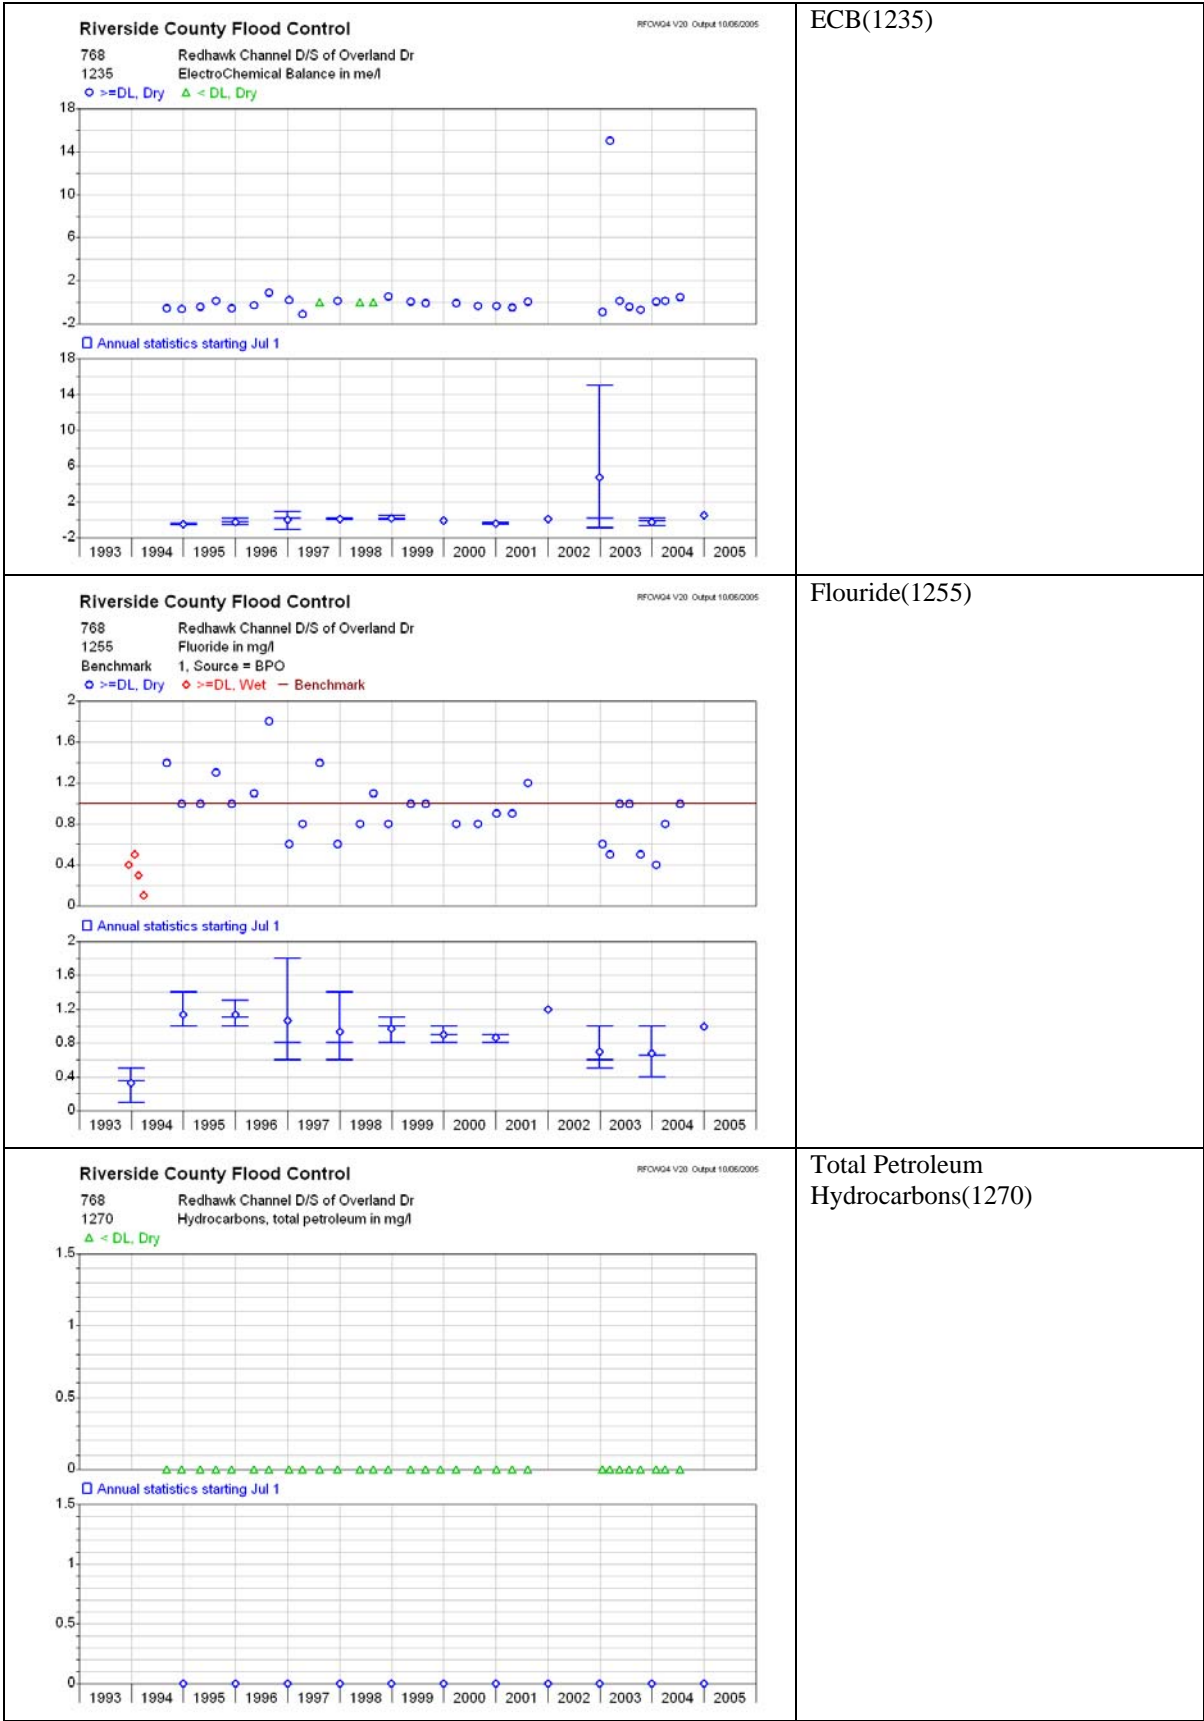 Riverside County Flood Control
RFCWQ4 V20 Output 10/06/2005
768 Redhawk Channel D/S of Overland Dr
1235 ElectroChemical Balance in me/l
>=DL, Dry < DL, Dry
18
14
10
6
2
-2
Annual statistics starting Jul 1
18
14
10
6
2
-2
1993 1994 1995 1996 1997 1998 1999 2000 2001 2002 2003 2004 2005
ECB(1235)
Riverside County Flood Control
RFCWQ4 V20 Output 10/06/2005
768 Redhawk Channel D/S of Overland Dr
1255 Fluoride in mg/l
Benchmark 1, Source = BPO
>=DL, Dry >=DL, Wet Benchmark
2
1.6
1.2
0.8
0.4
0
Annual statistics starting Jul 1
2
1.6
1.2
0.8
0.4
0
1993 1994 1995 1996 1997 1998 1999 2000 2001 2002 2003 2004 2005
Flouride(1255)
Riverside County Flood Control
RFCWQ4 V20 Output 10/06/2005
768 Redhawk Channel D/S of Overland Dr
1270 Hydrocarbons, total petroleum in mg/l
< DL, Dry
1.5
1
0.5
0
Annual statistics starting Jul 1
1.5
1
0.5
0
1993 1994 1995 1996 1997 1998 1999 2000 2001 2002 2003 2004 2005
Total Petroleum
Hydrocarbons(1270)